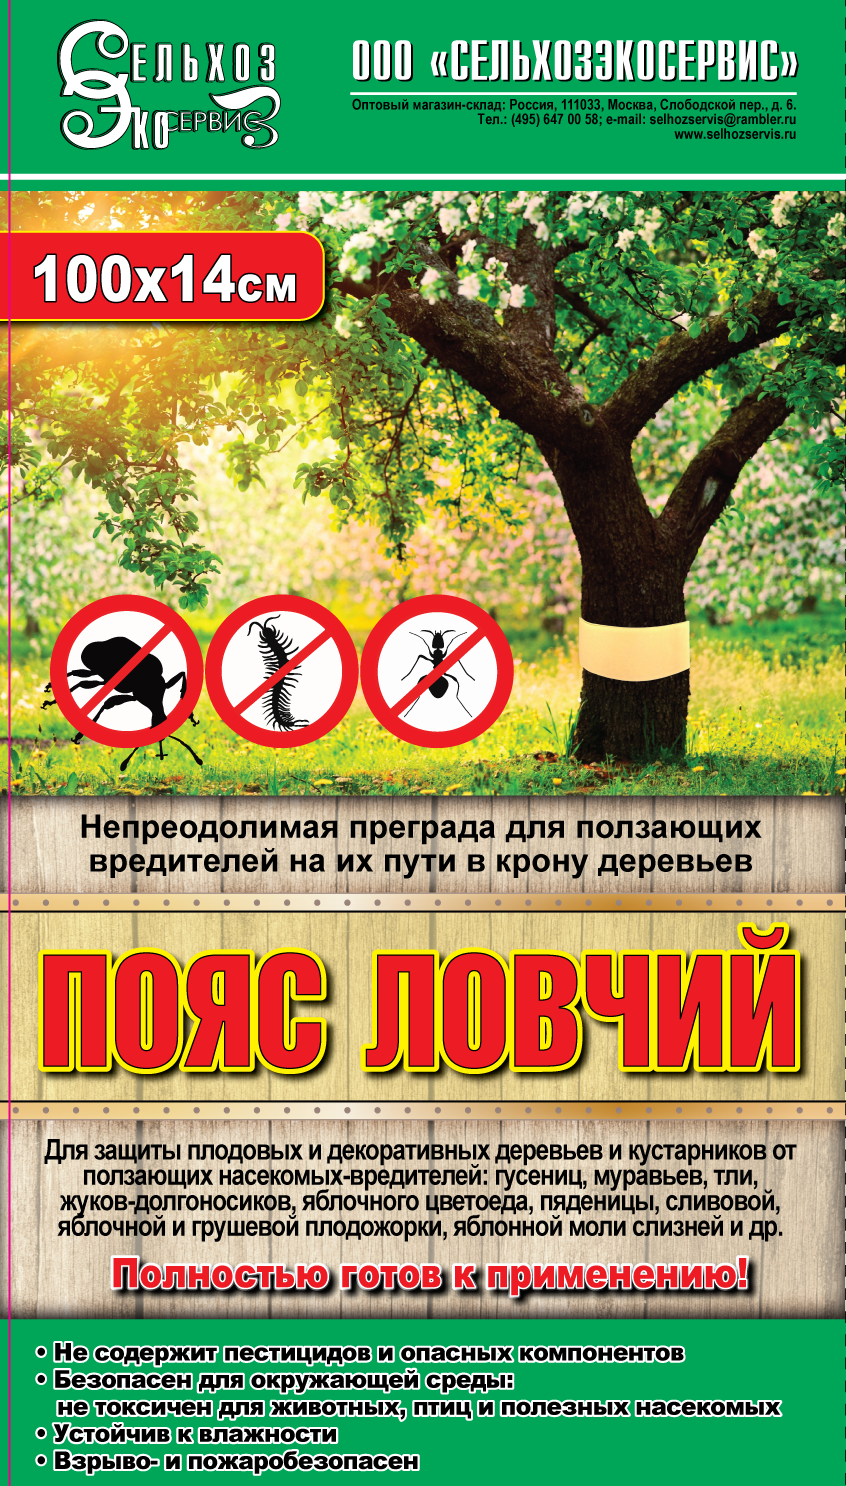 СЕЛЬХОЗ
ЭКОСЕРВИС
ООО «СЕЛЬХОЗЭКОСЕРВИС»
Оптовый магазин-склад: Россия, 111033, Москва, Слободской пер., д. 6.
Тел.: (495) 647 00 58; e-mail: selhozservis@rambler.ru
www.selhozservis.ru
100х14см
Непреодолимая преграда для ползающих
вредителей на их пути в крону деревьев
ПОЯС ЛОВЧИЙ
Для защиты плодовых и декоративных деревьев и кустарников от
ползающих насекомых-вредителей: гусениц, муравьев, тли,
жуков-долгоносиков, яблочного цветоеда, пяденицы, сливовой,
яблочной и грушевой плодожорки, яблонной моли слизней и др.
Полностью готов к применению!
• Не содержит пестицидов и опасных компонентов
• Безопасен для окружающей среды:
не токсичен для животных, птиц и полезных насекомых
• Устойчив к влажности
• Взрыво- и пожаробезопасен